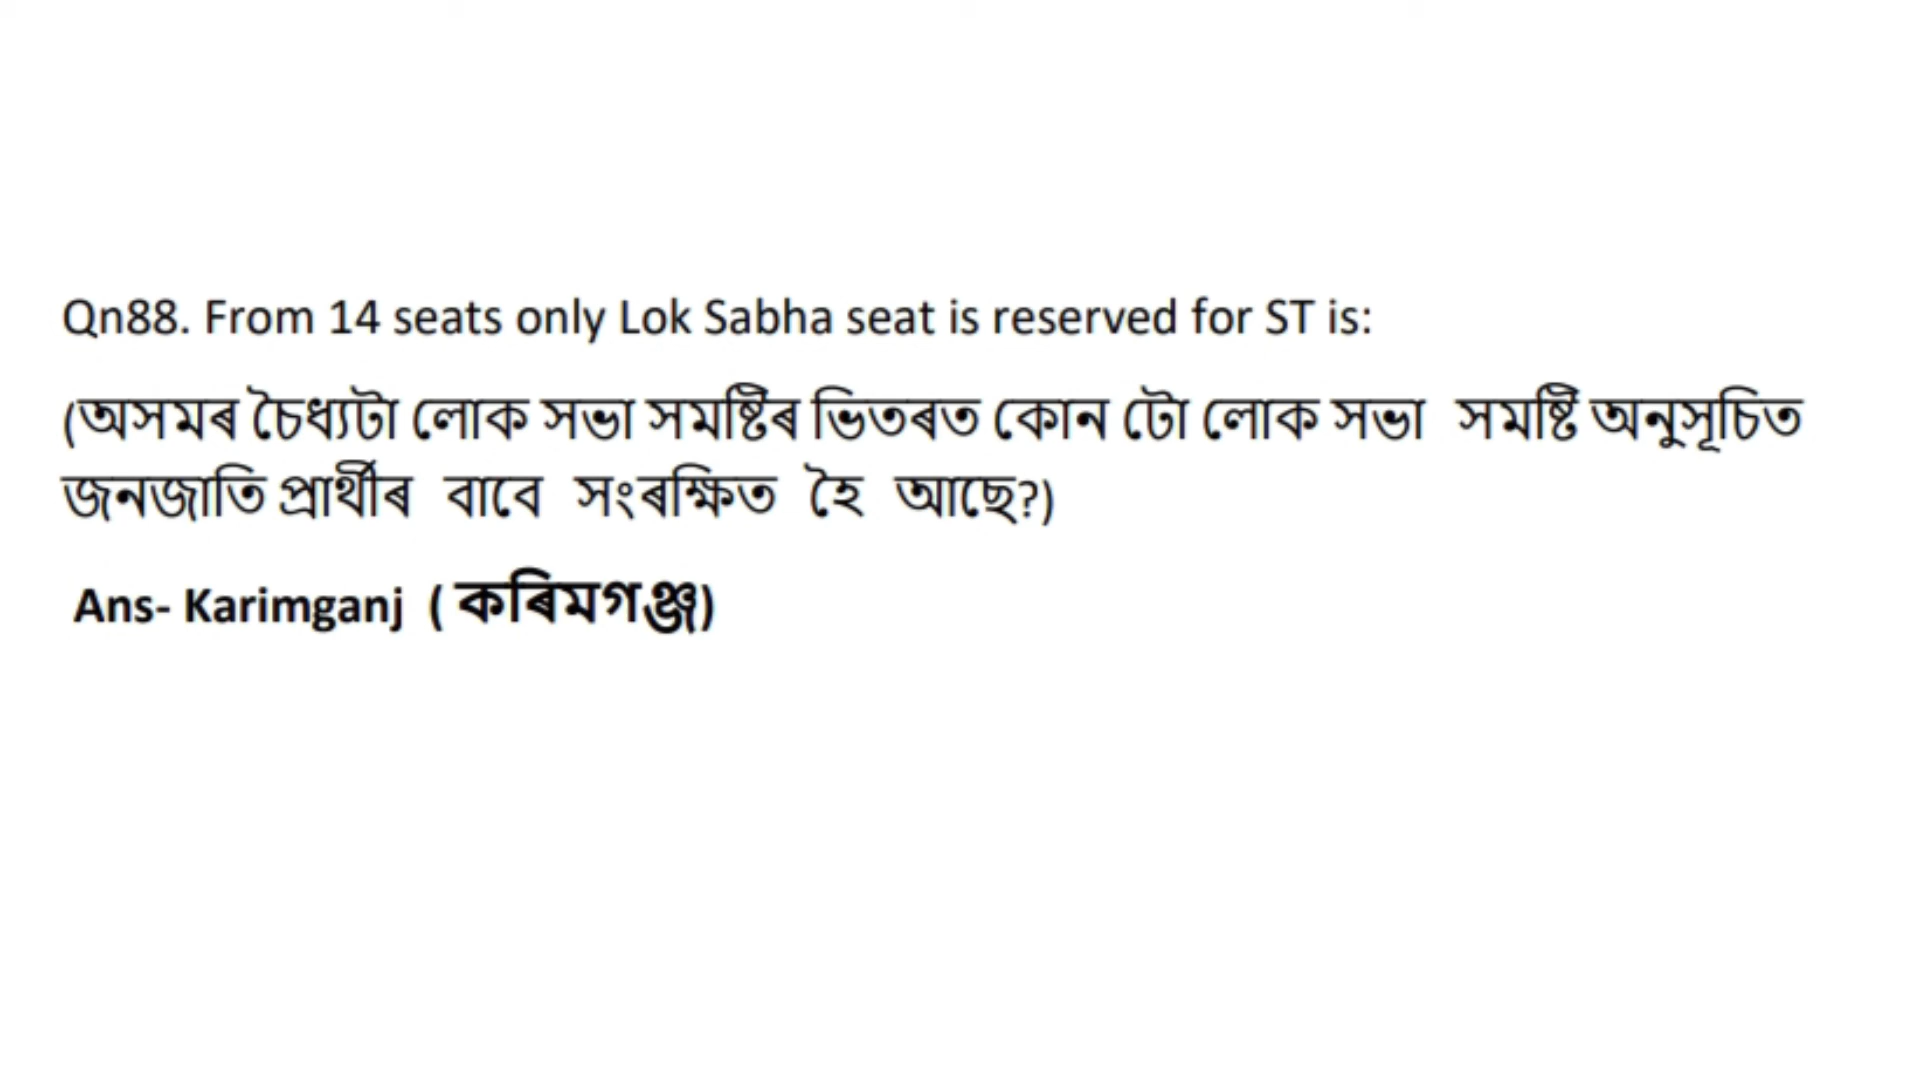 Qn88. From 14 seats only Lok Sabha seat is reserved for ST is:
(অসমৰ চৈধ্যটা লোক সভা সমষ্টিৰ ভিতৰত কোন টো লোক সভা সমষ্টি অনুসূচিত
জনজাতি প্ৰাৰ্থীৰ বাবে সংৰক্ষিত হৈ আছে?)
Ans- Karimganj ( কৰিমগঞ্জ)